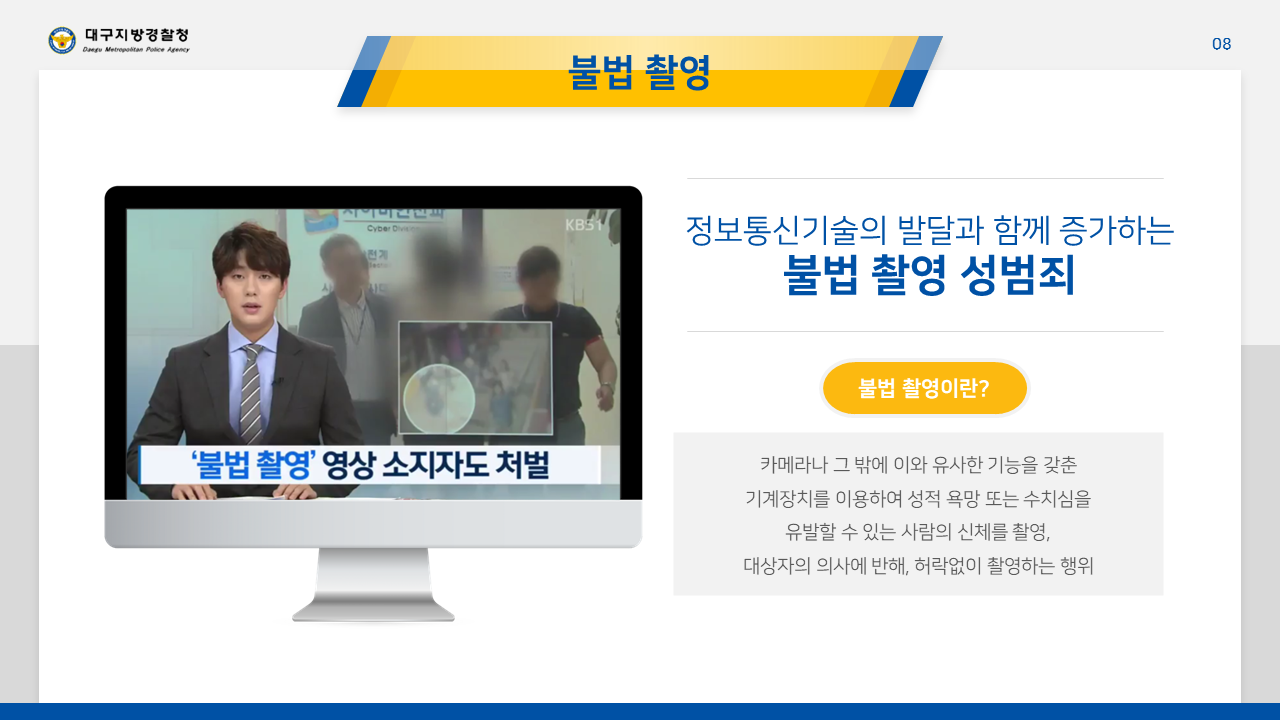 대구지방경찰청
Daegu Metropolitan Police Agency
08
불법 촬영
사이버안전과
Cyber Division
KBS1
‘불법 촬영’ 영상 소지자도 처벌
정보통신기술의 발달과 함께 증가하는
불법 촬영 성범죄
불법 촬영이란?
카메라나 그 밖에 이와 유사한 기능을 갖춘
기계장치를 이용하여 성적 욕망 또는 수치심을
유발할 수 있는 사람의 신체를 촬영,
대상자의 의사에 반해, 허락없이 촬영하는 행위